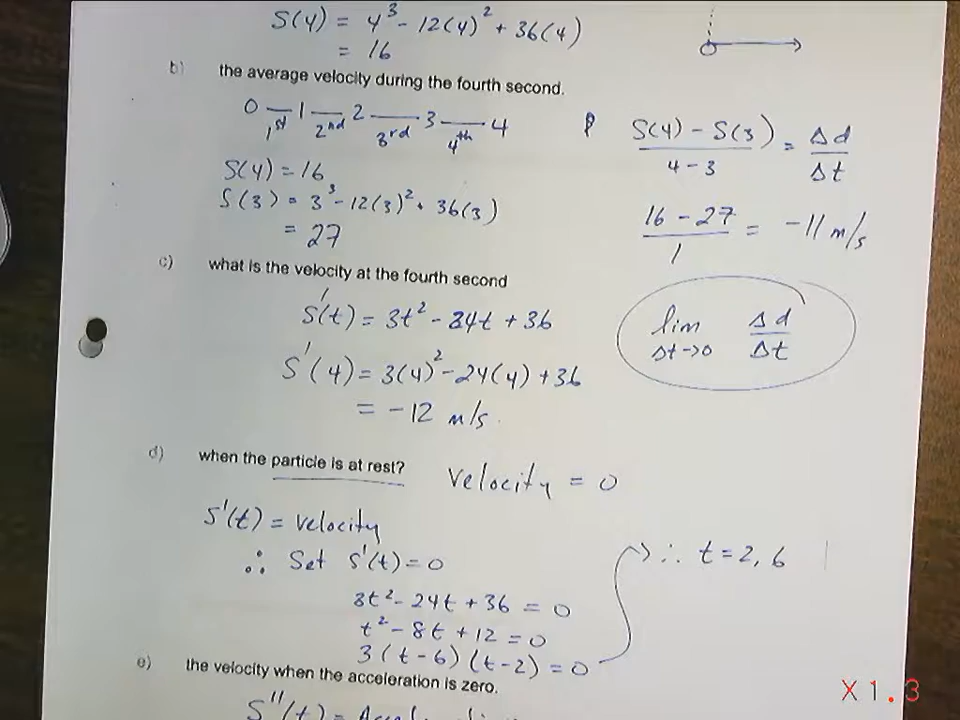 S(4) = 4³ - 12(4)² + 36(4)
= 16
b) the average velocity during the fourth second.
0 __ 1 __ 2 __ 3 __ 4
1st 2nd 3rd 4th
S(4) - S(3) / 4 - 3 = Δd / Δt
S(4) = 16
S(3) = 3³ - 12(3)² + 36(3)
= 27
16 - 27 / 1 = -11 m/s
c) what is the velocity at the fourth second
S'(t) = 3t² - 24t + 36
lim Δt→0 Δd / Δt
S'(4) = 3(4)² - 24(4) + 36
= -12 m/s.
d) when the particle is at rest?
Velocity = 0
S'(t) = velocity
∴ Set S'(t) = 0
∴ t = 2, 6
3t² - 24t + 36 = 0
t² - 8t + 12 = 0
3(t - 6)(t - 2) = 0
e) the velocity when the acceleration is zero.
S''(t) =
X1.3